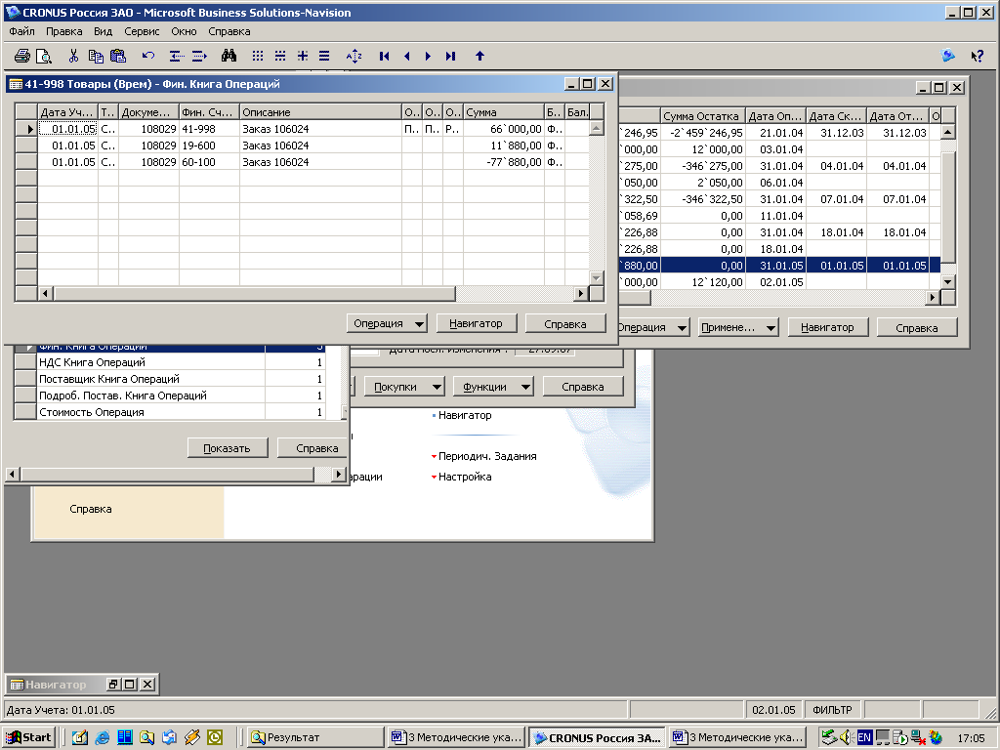 CRONUS Россия ЗАО - Microsoft Business Solutions-Navision
Файл Правка Вид Сервис Окно Справка
41-998 Товары (Врем) - Фин. Книга Операций
Дата Уч... Т... Докуме... Фин. Сч... Описание О.. О.. О.. Сумма Б.. Бал.
01.01.05 С.. 108029 41-998 Заказ 106024 П.. П.. Р.. 66`000,00 Ф..
01.01.05 С.. 108029 19-600 Заказ 106024 11`880,00 Ф..
01.01.05 С.. 108029 60-100 Заказ 106024 -77`880,00 Ф..
Операция Навигатор Справка
Сумма Остатка Дата Оп... Дата Ск... Дата От... О
`246,95 -2`459`246,95 21.01.04 31.12.03 31.12.03
`000,00 12`000,00 03.01.04
`275,00 -346`275,00 31.01.04 04.01.04 04.01.04
`050,00 2`050,00 06.01.04
`322,50 -346`322,50 31.01.04 07.01.04 07.01.04
`058,69 0,00 11.01.04
`226,88 0,00 31.01.04 18.01.04 18.01.04
`226,88 0,00 18.01.04
`880,00 0,00 31.01.05 01.01.05 01.01.05
`000,00 12`120,00 02.01.05
Операция Примене... Навигатор Справка
Фин. Книга Операций 3
НДС Книга Операций 1
Поставщик Книга Операций 1
Подроб. Постав. Книга Операций 1
Стоимость Операция 1
Показать Справка
Дата Посл. Изменения : 27.09.07
Покупки Функции Справка
Навигатор
Периодич. Задания
арации Настройка
Справка
Навигатор
Дата Учета: 01.01.05 02.01.05 ФИЛЬТР
Start Результат 3 Методические ука... CRONUS Россия ЗА... 3 Методические ука... EN 17:05